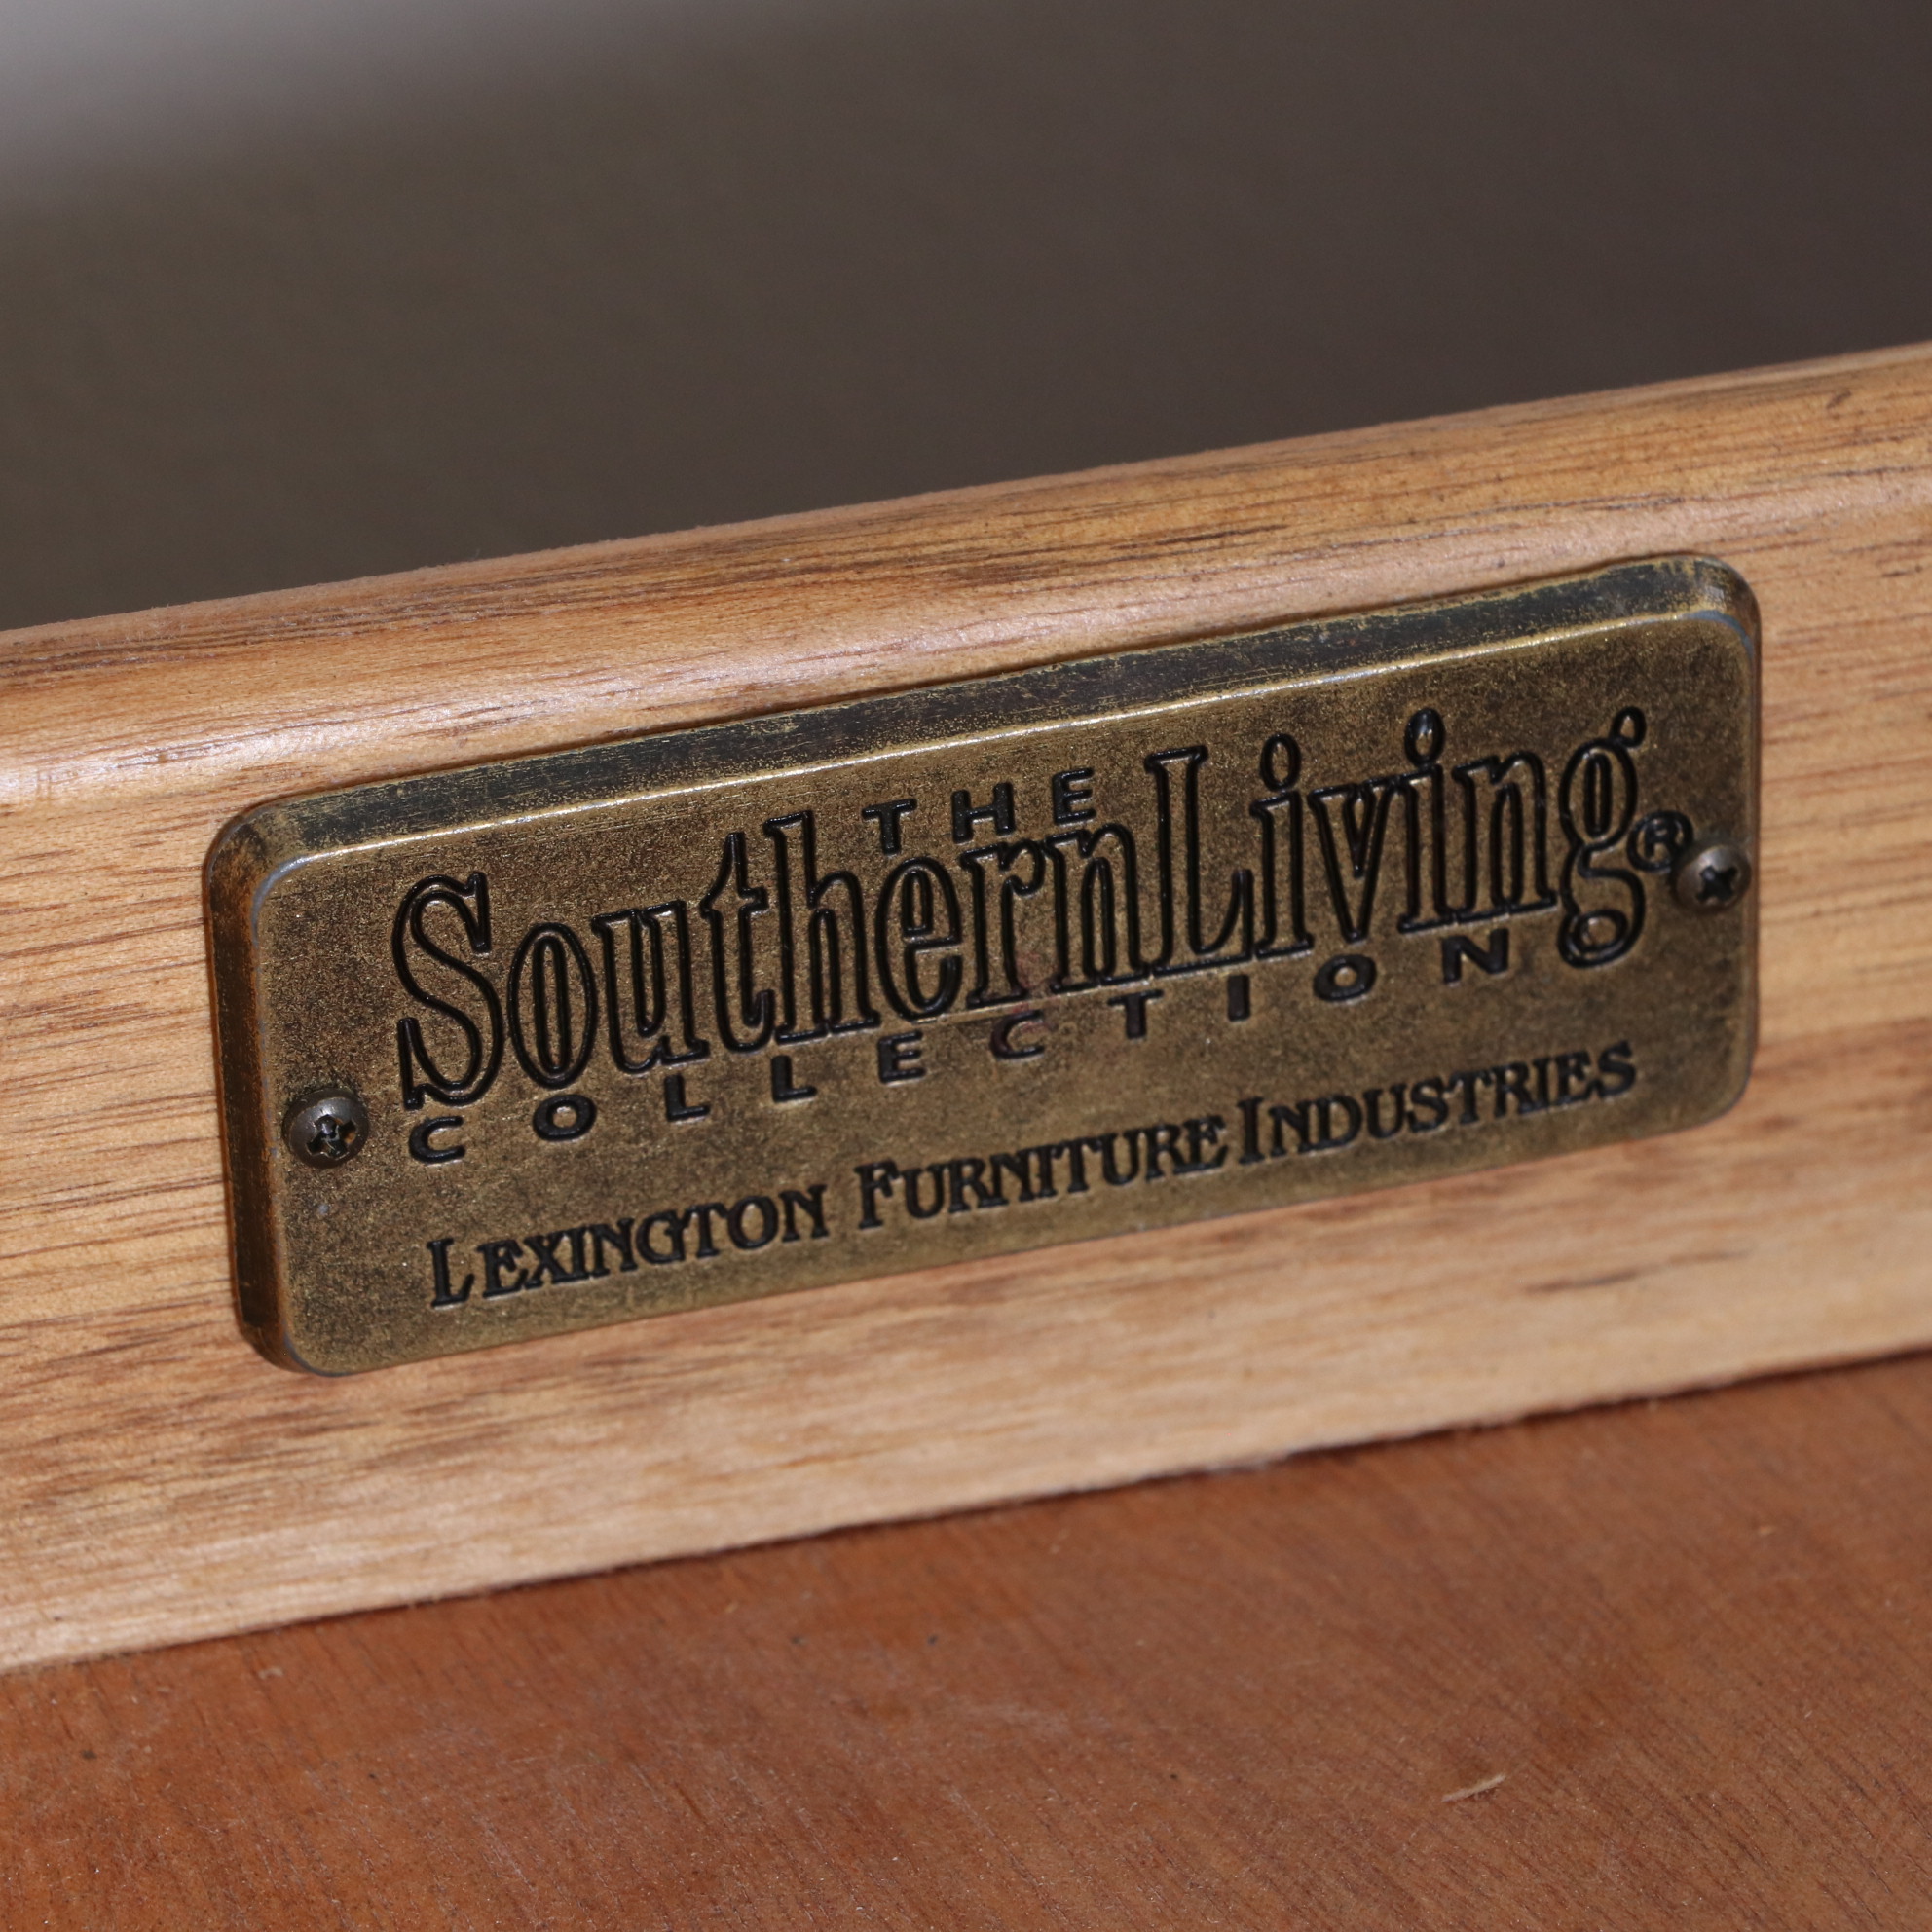 THE
SouthernLiving®
COLLECTION
LEXINGTON FURNITURE INDUSTRIES